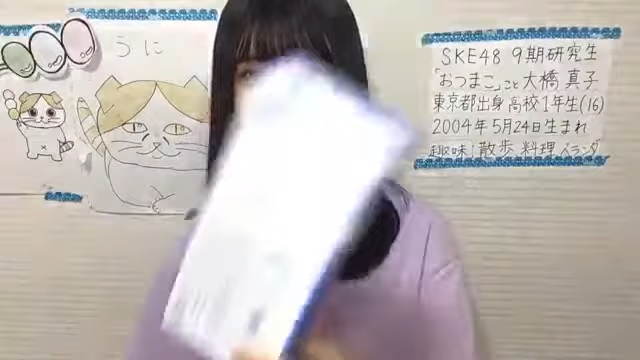 うに
SKE48 9期研究生
「おつまこ」こと大橋真子
東京都出身 高校1年生(16)
2004年5月24日生まれ
趣味:散歩 料理 ベランダ